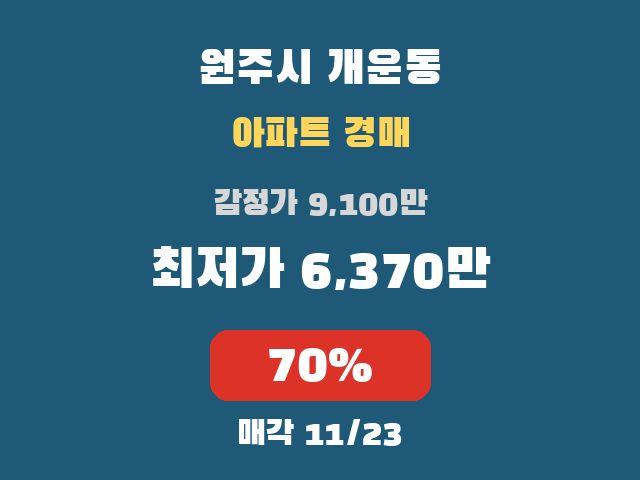 원주시 개운동
아파트 경매
감정가 9,100만
최저가 6,370만
70%
매각 11/23